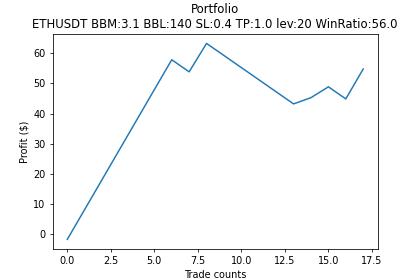 Portfolio
ETHUSDT BBM:3.1 BBL:140 SL:0.4 TP:1.0 lev:20 WinRatio:56.0
60
50
40
30
20
10
0
Profit ($)
0.0 2.5 5.0 7.5 10.0 12.5 15.0 17.5
Trade counts